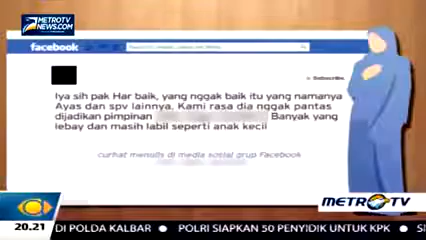 METROTV
NEWS.COM
facebook
Subscribe
Iya sih pak Har baik, yang nggak baik itu yang namanya
Ayas dan spv lainnya, Kami rasa dia nggak pantas
dijadikan pimpinan Banyak yang
lebay dan masih labil seperti anak kecil
curhat menulis di media sosial grup Facebook
METRO TV
20.21 DI POLDA KALBAR • POLRI SIAPKAN 50 PENYIDIK UNTUK KPK • SE